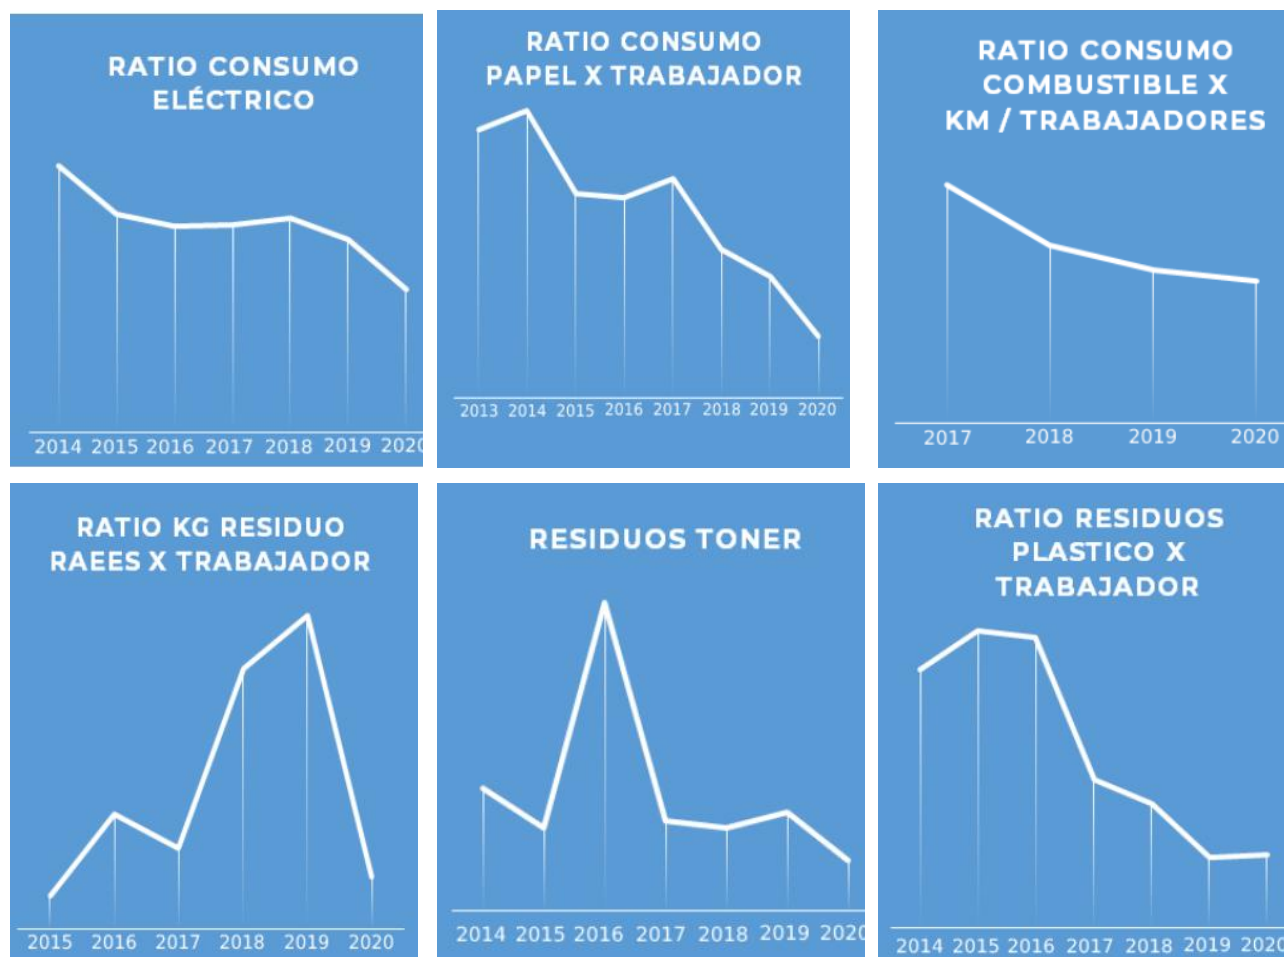 RATIO CONSUMO
ELÉCTRICO
2014 2015 2016 2017 2018 2019 2020
RATIO CONSUMO
PAPEL X TRABAJADOR
2013 2014 2015 2016 2017 2018 2019 2020
RATIO CONSUMO
COMBUSTIBLE X
KM / TRABAJADORES
2017 2018 2019 2020
RATIO KG RESIDUO
RAEES X TRABAJADOR
2015 2016 2017 2018 2019 2020
RESIDUOS TONER
2014 2015 2016 2017 2018 2019 2020
RATIO RESIDUOS
PLASTICO X
TRABAJADOR
2014 2015 2016 2017 2018 2019 2020